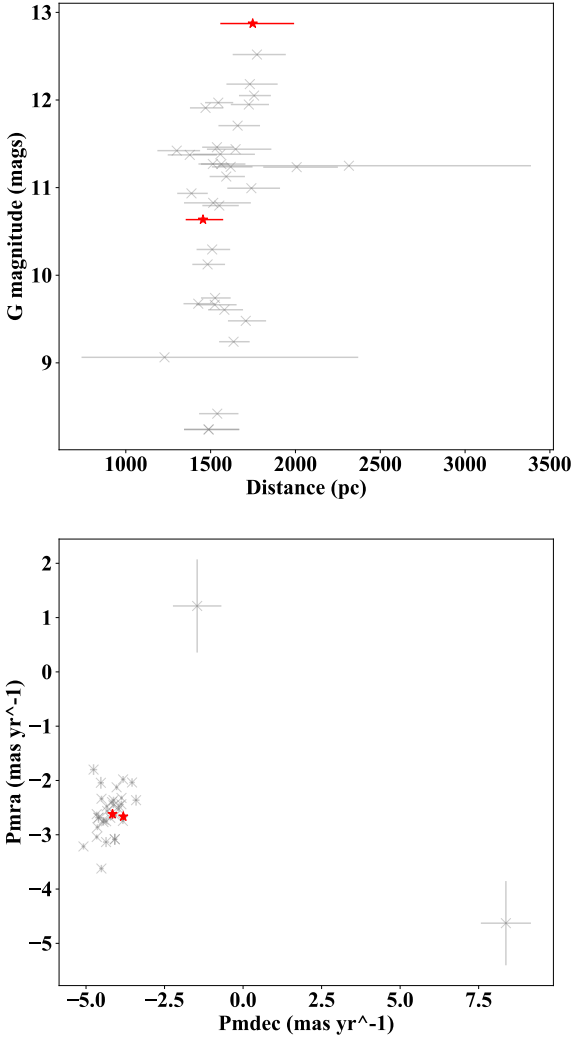 13
12
11
10
9
G magnitude (mags)
1000 1500 2000 2500 3000 3500
Distance (pc)
2
1
0
−1
−2
−3
−4
−5
Pmra (mas yr^-1)
−5.0 −2.5 0.0 2.5 5.0 7.5
Pmdec (mas yr^-1)